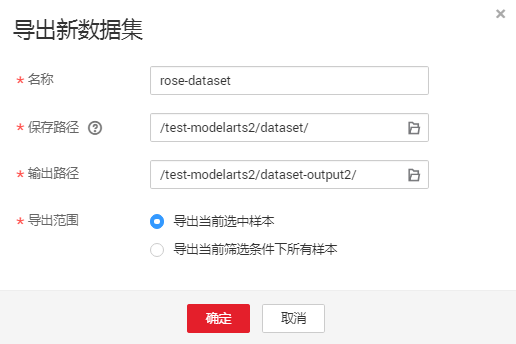 导出新数据集
* 名称 rose-dataset
* 保存路径 ? /test-modelarts2/dataset/
* 输出路径 /test-modelarts2/dataset-output2/
* 导出范围 导出当前选中样本
导出当前筛选条件下所有样本
确定 取消